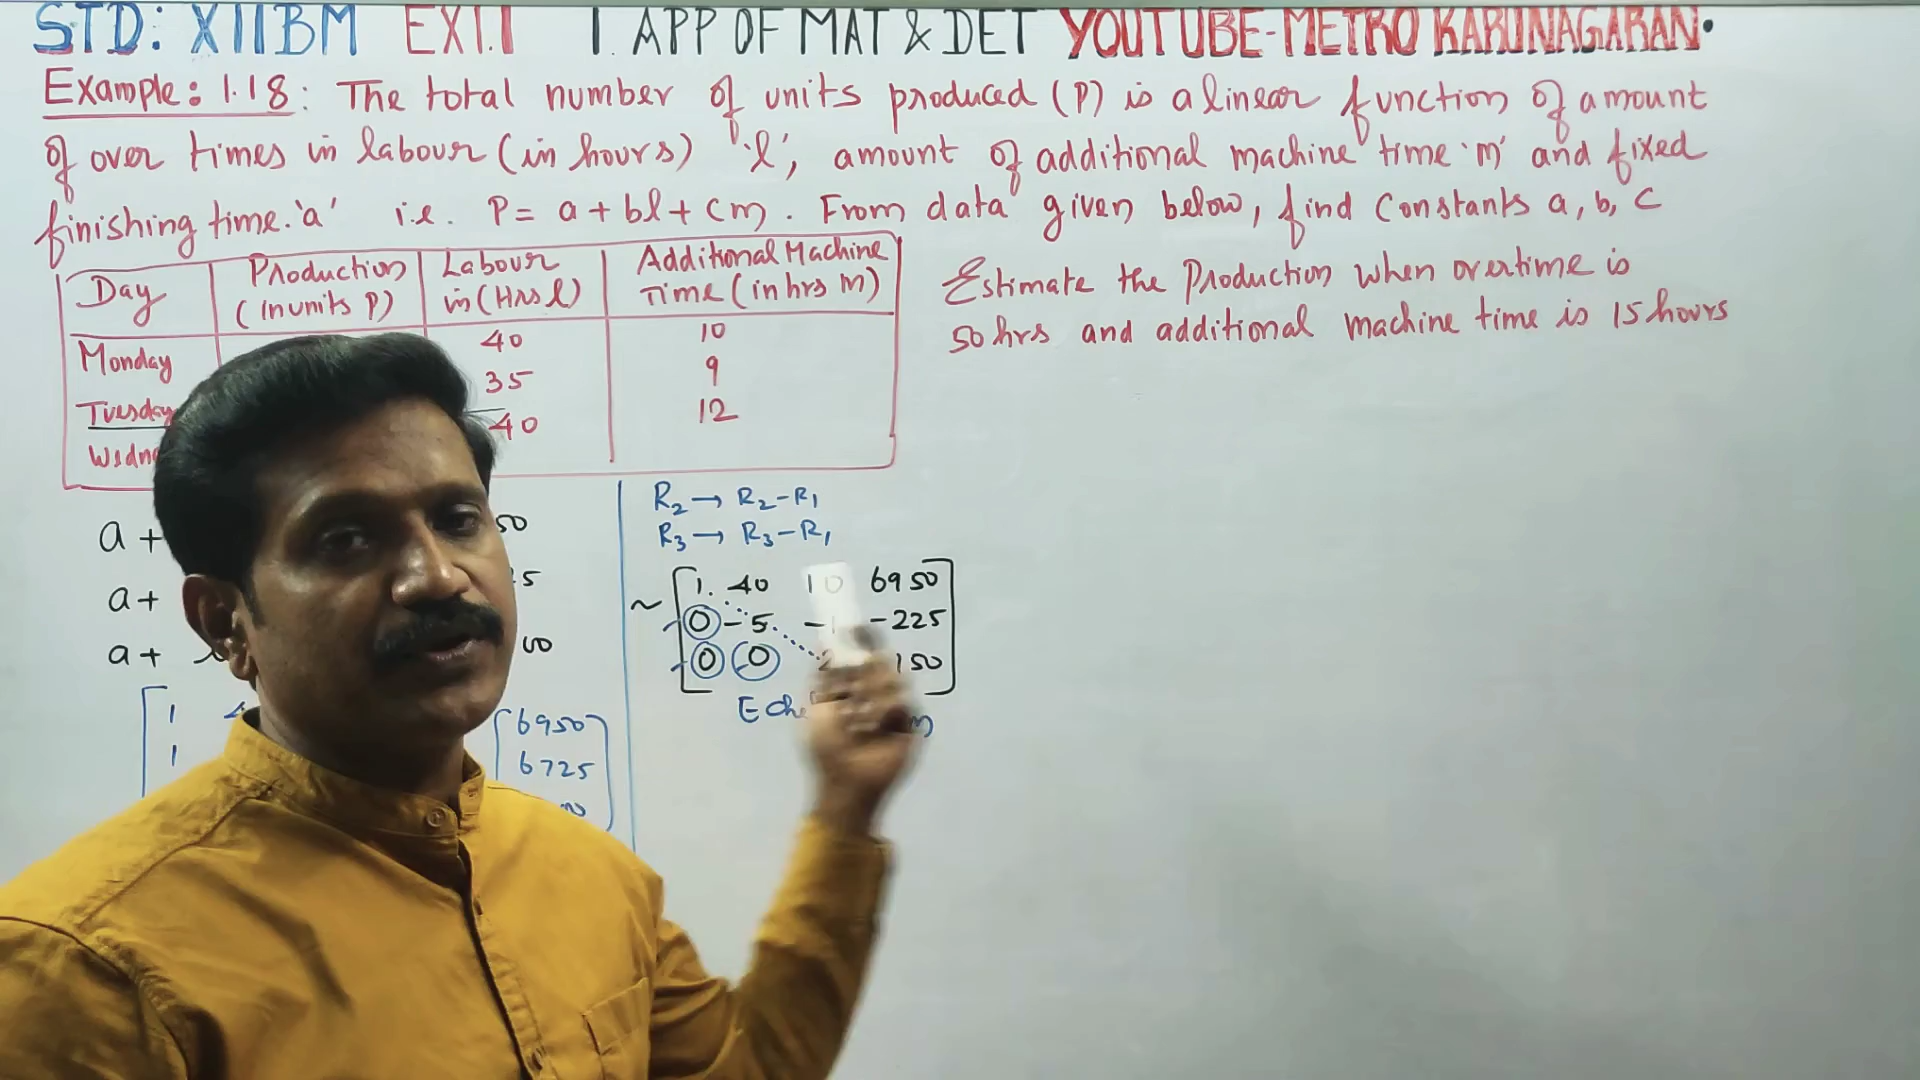 STD: XIIBM EX1.1 1. APP OF MAT & DET YOUTUBE-METRO KARUNAGARAN.
Example: 1.18: The total number of units produced (P) is a linear function of amount
of over times in labour (in hours) 'l', amount of additional machine time 'm' and fixed
finishing time. 'a' i.e. P = a + bl + cm. From data given below, find constants a, b, c
Day Production (In units P) Labour in (Hrs l) Additional Machine Time (in hrs M)
Monday 40 10
Tuesday 35 9
40 12
Estimate the Production when overtime is
50 hrs and additional machine time is 15 hours
a +
a +
a +
1
1
6950
6725
R2 → R2 - R1
R3 → R3 - R1
~ 1. 40 10 6950
0 -5 -1 -225
0 0 2 150